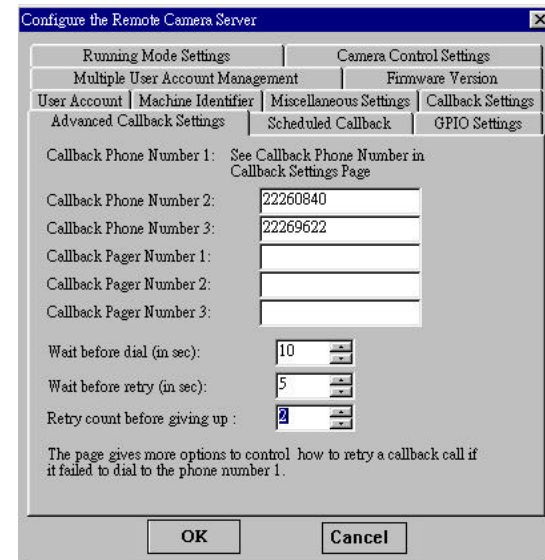 Configure the Remote Camera Server
Running Mode Settings
Camera Control Settings
Multiple User Account Management
Firmware Version
User Account
Machine Identifier
Miscellaneous Settings
Callback Settings
Advanced Callback Settings
Scheduled Callback
GPIO Settings
Callback Phone Number 1: See Callback Phone Number in
Callback Settings Page
Callback Phone Number 2: 22260840
Callback Phone Number 3: 22269622
Callback Pager Number 1:
Callback Pager Number 2:
Callback Pager Number 3:
Wait before dial (in sec): 10
Wait before retry (in sec): 5
Retry count before giving up : 2
The page gives more options to control how to retry a callback call if
it failed to dial to the phone number 1.
OK
Cancel